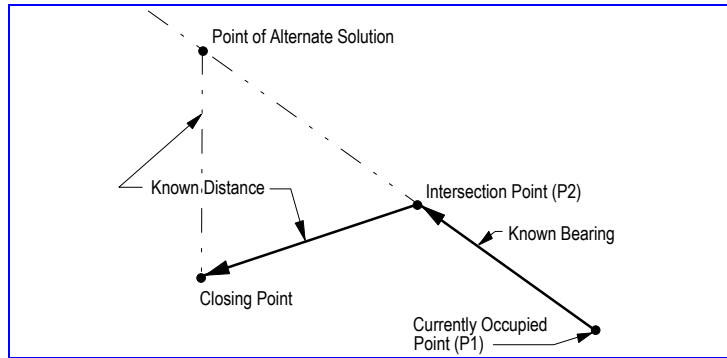 Point of Alternate Solution
Known Distance
Intersection Point (P2)
Known Bearing
Closing Point
Currently Occupied
Point (P1)